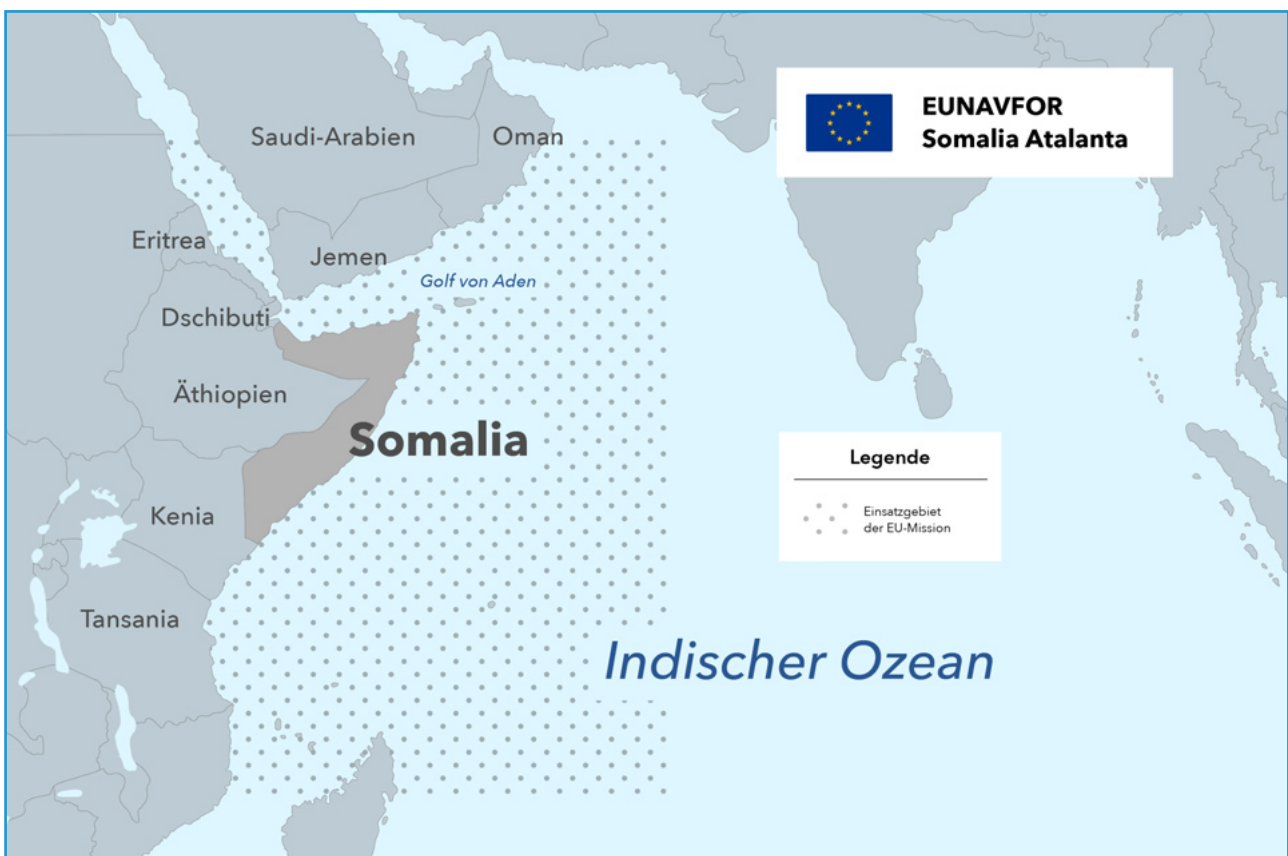 EUNAVFOR
Somalia Atalanta
Saudi-Arabien
Oman
Eritrea
Jemen
Golf von Aden
Dschibuti
Äthiopien
Somalia
Legende
Einsatzgebiet
der EU-Mission
Kenia
Tansania
Indischer Ozean